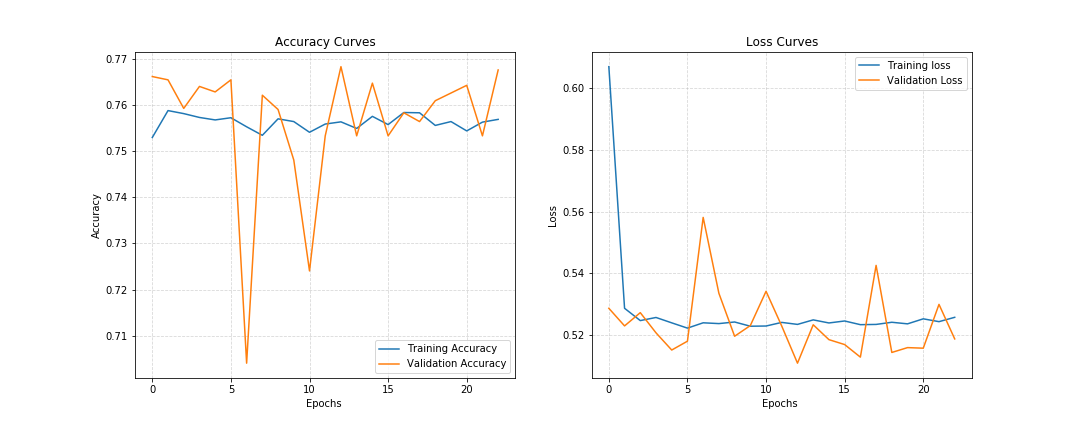 Accuracy Curves
0.77
0.76
0.75
0.74
0.73
0.72
0.71
Accuracy
0
5
10
15
20
Epochs
Training Accuracy
Validation Accuracy
Loss Curves
0.60
0.58
0.56
0.54
0.52
Loss
0
5
10
15
20
Epochs
Training loss
Validation Loss